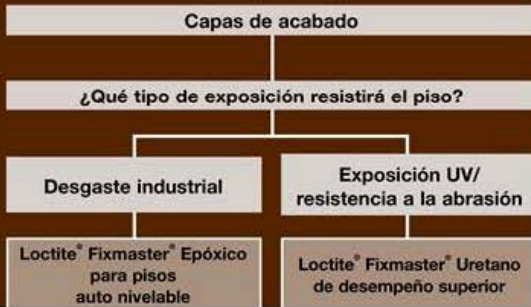 Capas de acabado
¿Qué tipo de exposición resistirá el piso?
Desgaste industrial
Exposición UV/
resistencia a la abrasión
Loctite® Fixmaster® Epóxico
para pisos
auto nivelable
Loctite® Fixmaster® Uretano
de desempeño superior